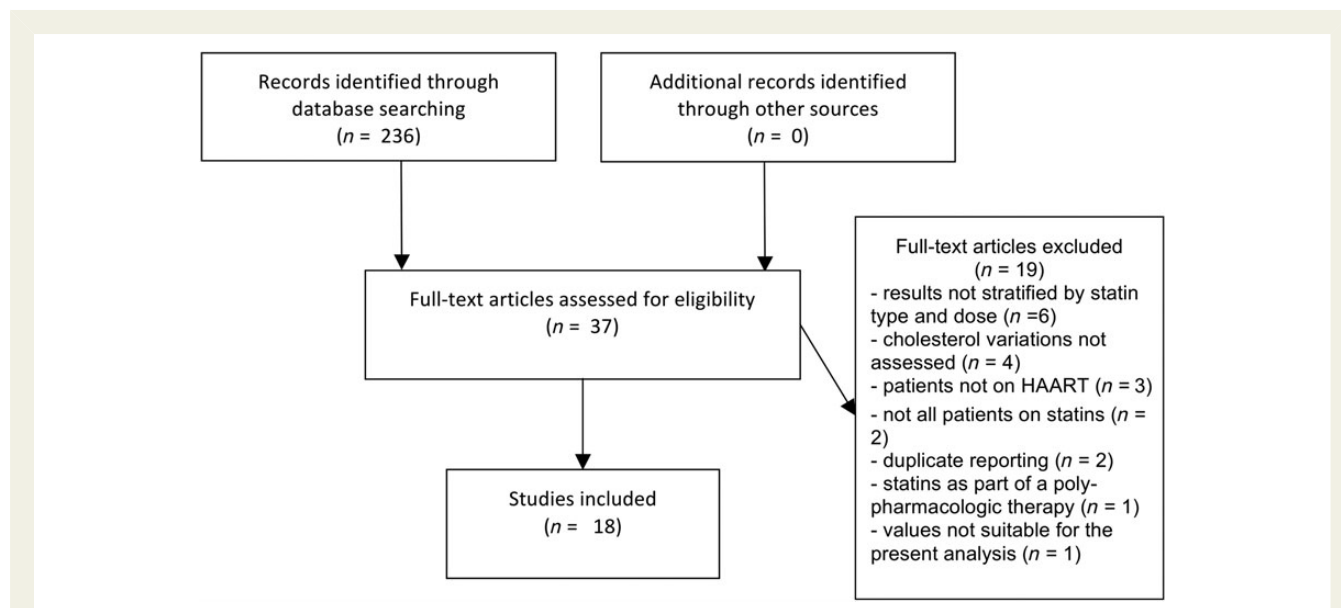 Records identified through
database searching
(n = 236)
Additional records identified
through other sources
(n = 0)
Full-text articles assessed for eligibility
(n = 37)
Full-text articles excluded
(n = 19)
- results not stratified by statin
type and dose (n =6)
- cholesterol variations not
assessed (n = 4)
- patients not on HAART (n = 3)
- not all patients on statins (n =
2)
- duplicate reporting (n = 2)
- statins as part of a poly-
pharmacologic therapy (n = 1)
- values not suitable for the
present analysis (n = 1)
Studies included
(n = 18)